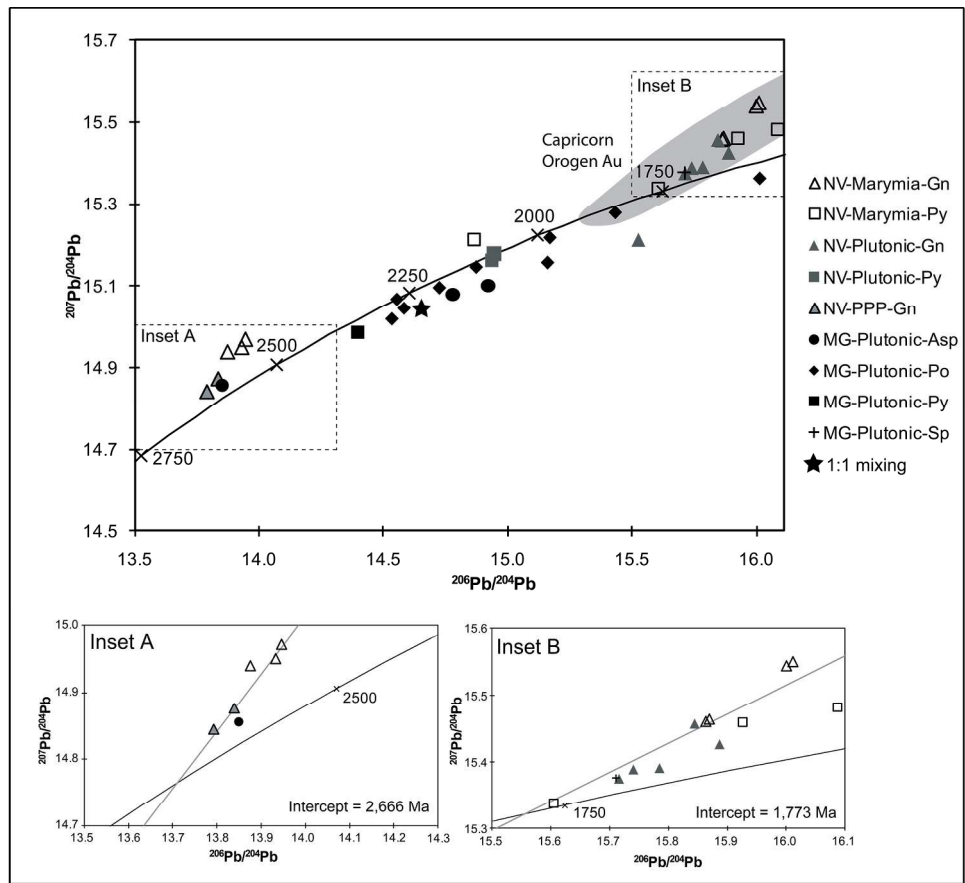 15.7
15.5
15.3
15.1
14.9
14.7
14.5
²⁰⁷Pb/²⁰⁴Pb
13.5
14.0
14.5
15.0
15.5
16.0
²⁰⁶Pb/²⁰⁴Pb
Inset B
Capricorn
Orogen Au
1750
2000
2250
Inset A
2500
2750
NV-Marymia-Gn
NV-Marymia-Py
NV-Plutonic-Gn
NV-Plutonic-Py
NV-PPP-Gn
MG-Plutonic-Asp
MG-Plutonic-Po
MG-Plutonic-Py
MG-Plutonic-Sp
1:1 mixing
Inset A
15.0
14.9
14.8
14.7
²⁰⁷Pb/²⁰⁴Pb
2500
Intercept = 2,666 Ma
13.5
13.6
13.7
13.8
13.9
14.0
14.1
14.2
14.3
²⁰⁶Pb/²⁰⁴Pb
Inset B
15.6
15.5
15.4
15.3
²⁰⁷Pb/²⁰⁴Pb
1750
Intercept = 1,773 Ma
15.5
15.6
15.7
15.8
15.9
16.0
16.1
²⁰⁶Pb/²⁰⁴Pb